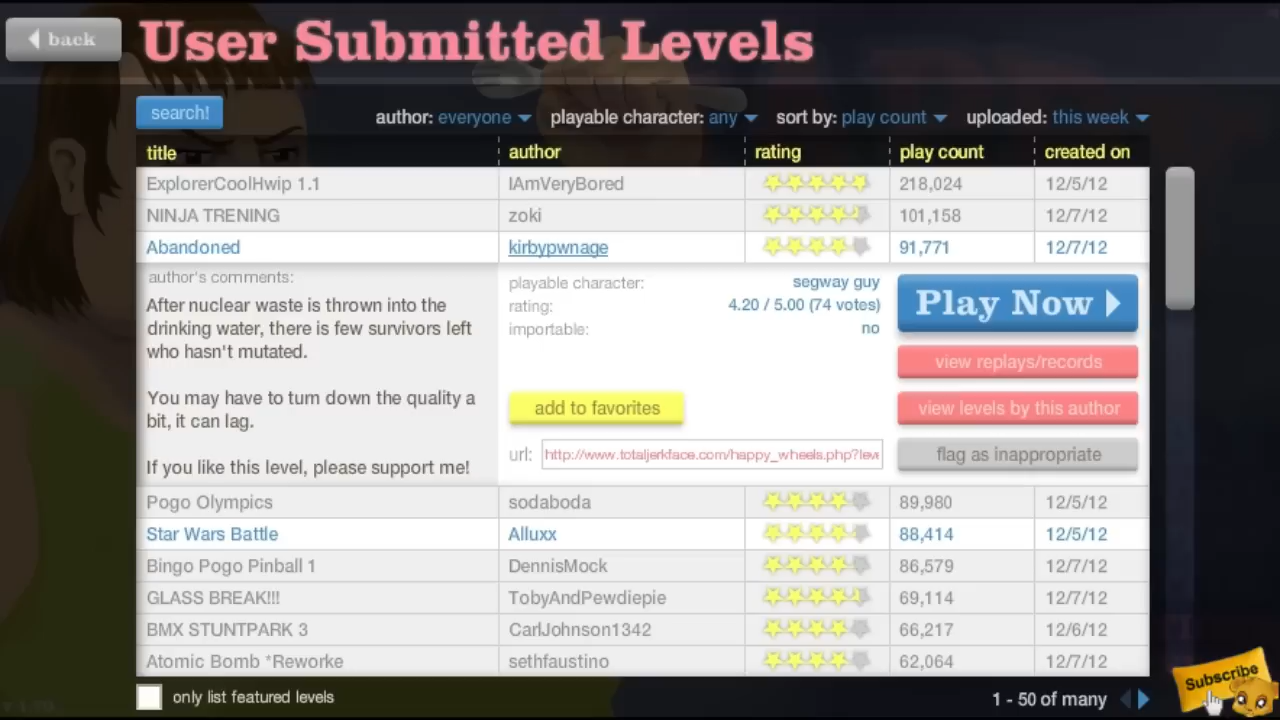 back
User Submitted Levels
search!
author: everyone
playable character: any
sort by: play count
uploaded: this week
title author rating play count created on
ExplorerCoolHwip 1.1 IAmVeryBored 218,024 12/5/12
NINJA TRENING zoki 101,158 12/7/12
Abandoned kirbypwnage 91,771 12/7/12
author's comments:
After nuclear waste is thrown into the
drinking water, there is few survivors left
who hasn't mutated.
You may have to turn down the quality a
bit, it can lag.
If you like this level, please support me!
playable character: segway guy
rating: 4.20 / 5.00 (74 votes)
importable: no
add to favorites
url: http://www.totaljerkface.com/happy_wheels.php?leve
Play Now
view replays/records
view levels by this author
flag as inappropriate
Pogo Olympics sodaboda 89,980 12/5/12
Star Wars Battle Alluxx 88,414 12/5/12
Bingo Pogo Pinball 1 DennisMock 86,579 12/7/12
GLASS BREAK!!! TobyAndPewdiepie 69,114 12/7/12
BMX STUNTPARK 3 CarlJohnson1342 66,217 12/6/12
Atomic Bomb *Reworke sethfaustino 62,064 12/7/12
only list featured levels
1 - 50 of many
Subscribe